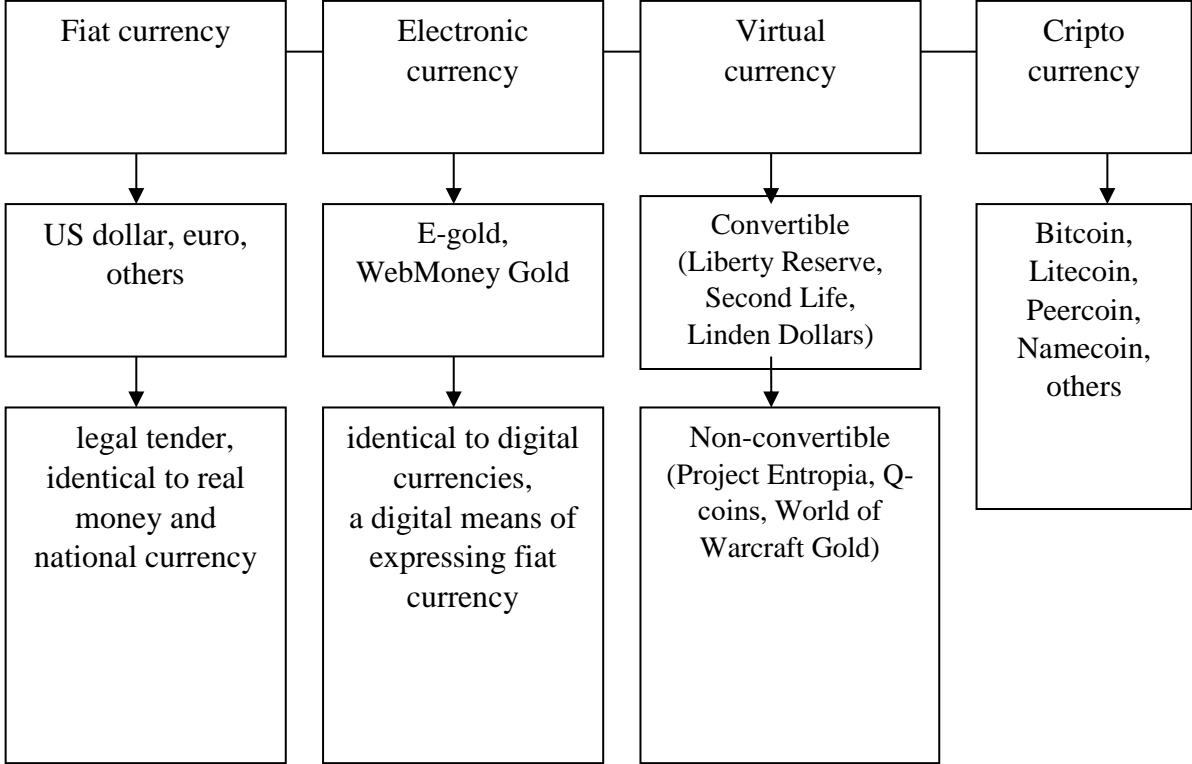 Fiat currency
Electronic
currency
Virtual
currency
Cripto
currency
US dollar, euro,
others
E-gold,
WebMoney Gold
Convertible
(Liberty Reserve,
Second Life,
Linden Dollars)
Bitcoin,
Litecoin,
Peercoin,
Namecoin,
others
legal tender,
identical to real
money and
national currency
identical to digital
currencies,
a digital means of
expressing fiat
currency
Non-convertible
(Project Entropia, Q-
coins, World of
Warcraft Gold)